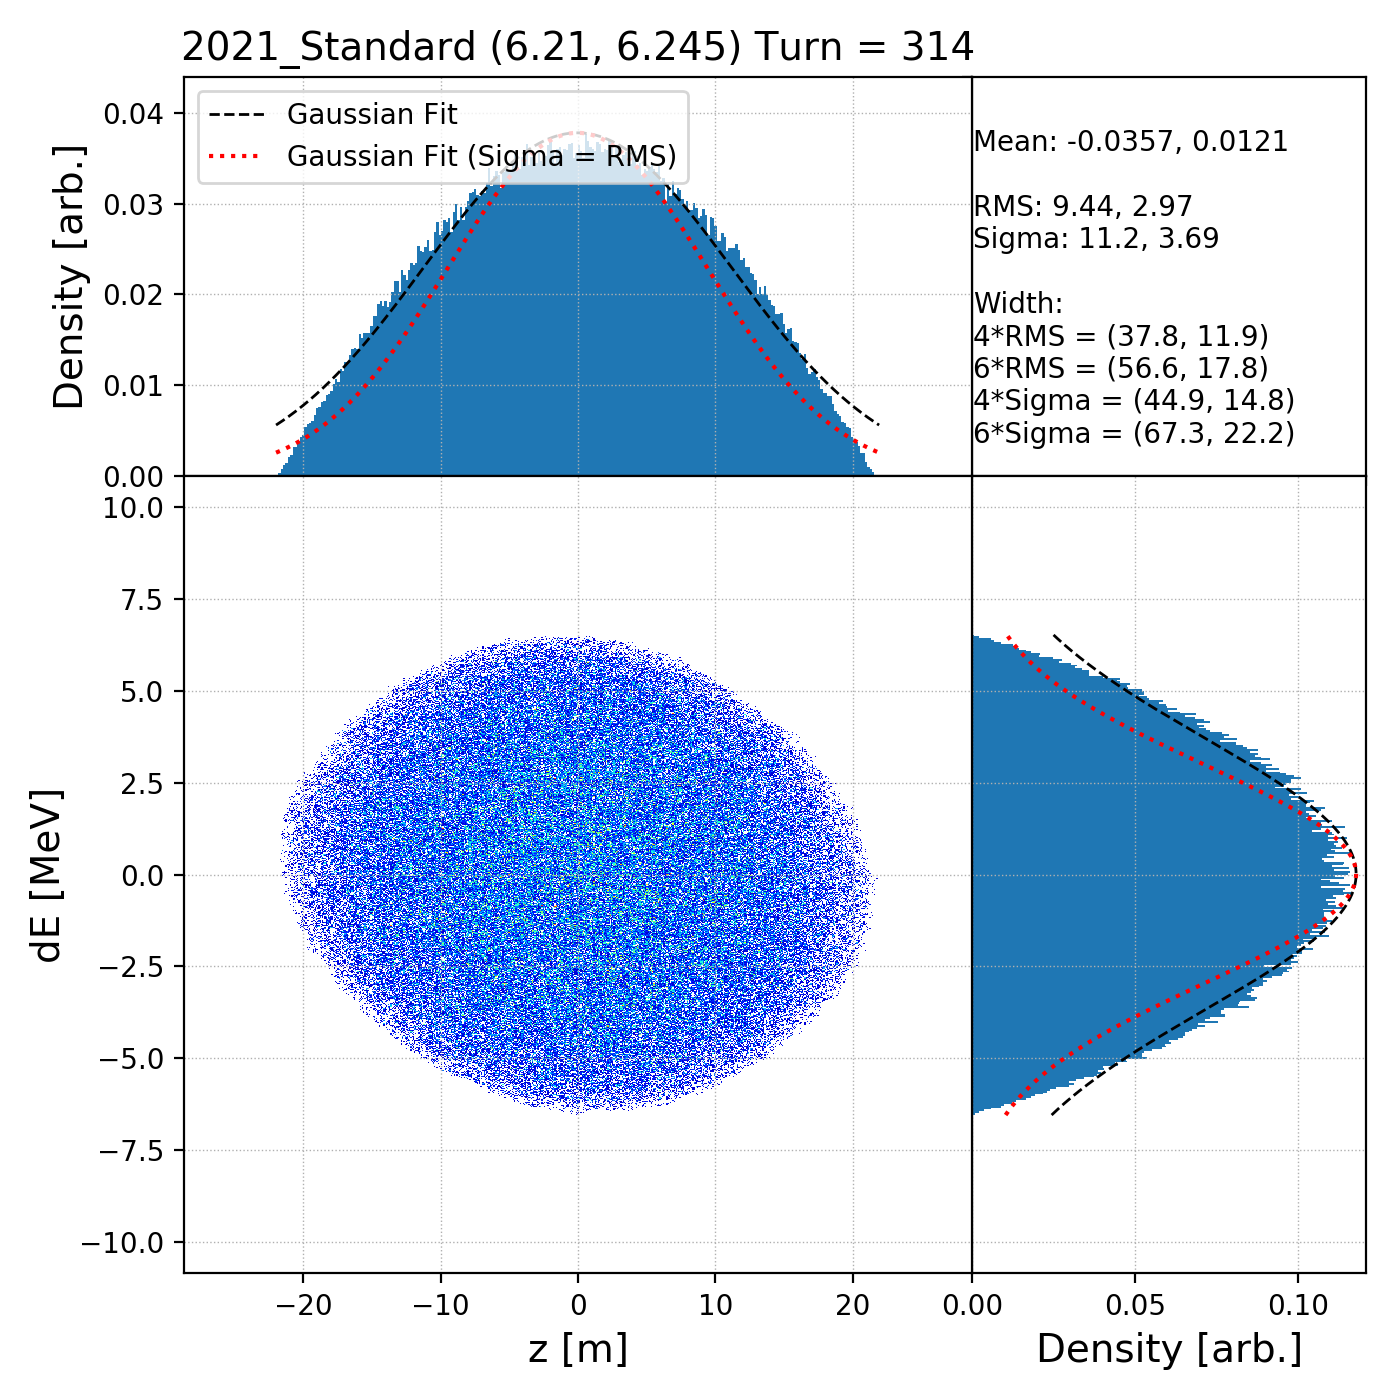 2021_Standard (6.21, 6.245) Turn = 314
Gaussian Fit
Gaussian Fit (Sigma = RMS)
Density [arb.]
0.04
0.03
0.02
0.01
0.00
Mean: -0.0357, 0.0121
RMS: 9.44, 2.97
Sigma: 11.2, 3.69
Width:
4*RMS = (37.8, 11.9)
6*RMS = (56.6, 17.8)
4*Sigma = (44.9, 14.8)
6*Sigma = (67.3, 22.2)
dE [MeV]
10.0
7.5
5.0
2.5
0.0
−2.5
−5.0
−7.5
−10.0
−20 −10 0 10 20
z [m]
0.00 0.05 0.10
Density [arb.]